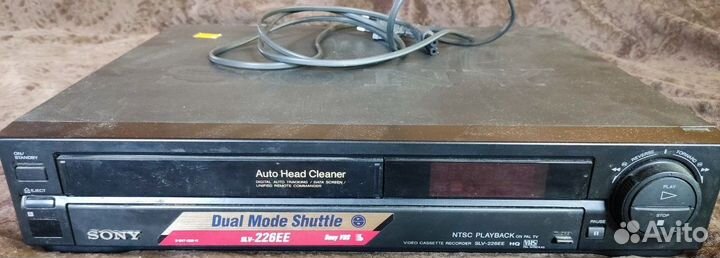 ON/
STANDBY
EJECT
Auto Head Cleaner
DIGITAL AUTO TRACKING / DATA SCREEN /
UNIFIED REMOTE COMMANDER
REVERSE
FORWARD
PLAY
STOP
PAUSE
SONY
Dual Mode Shuttle
SLV-226EE
NTSC PLAYBACK ON PAL TV
VIDEO CASSETTE RECORDER SLV-226EE HQ VHS
Avito